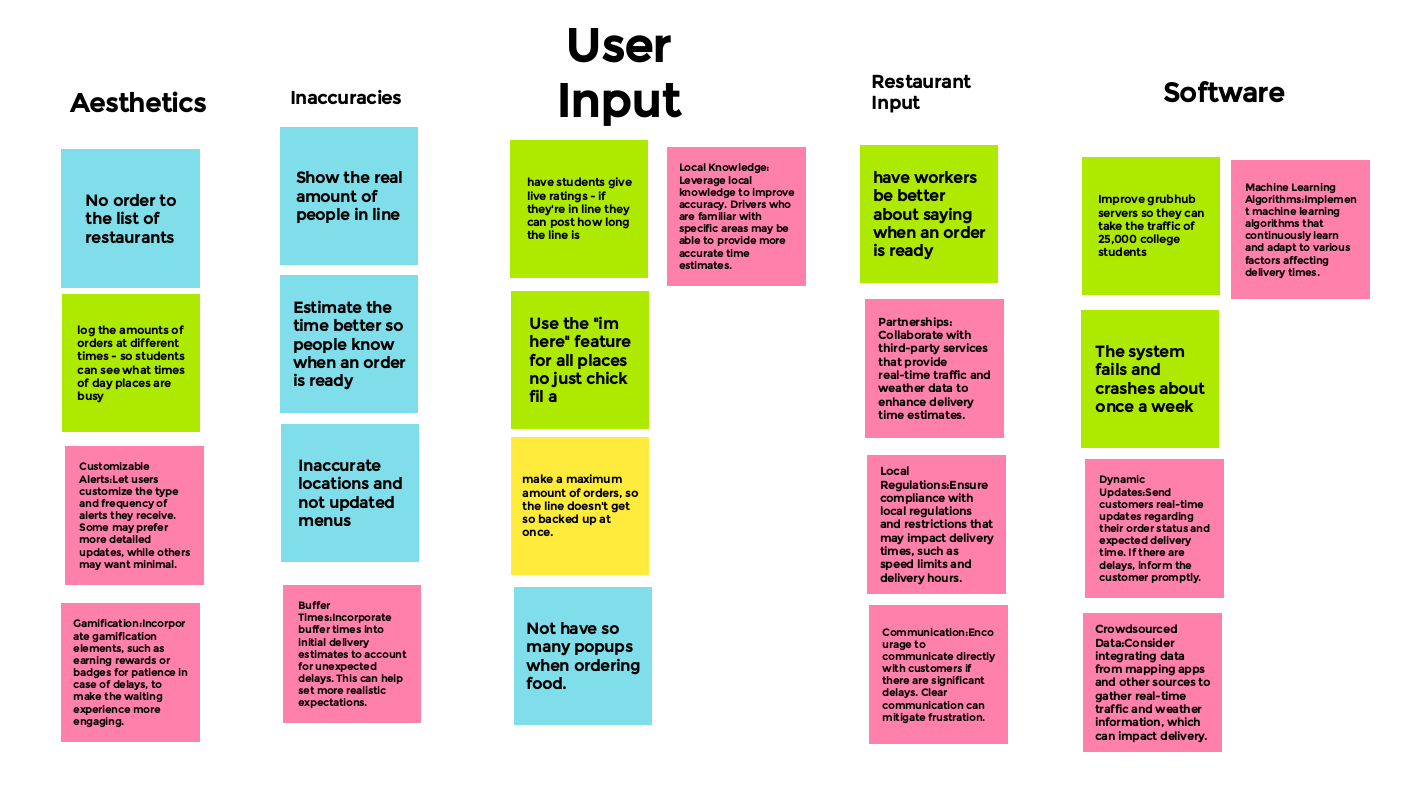 User
Input
Aesthetics
Inaccuracies
Restaurant
Input
Software
No order to
the list of
restaurants
log the amounts of
orders at different
times - so students
can see what times
of day places are
busy
Customizable
Alerts:Let users
customize the type
and frequency of
alerts they receive.
Some may prefer
more detailed
updates, while others
may want minimal.
Gamification:Incorpor
ate gamification
elements, such as
earning rewards or
badges for patience in
case of delays, to
make the waiting
experience more
engaging.
Show the real
amount of
people in line
Estimate the
time better so
people know
when an order
is ready
Inaccurate
locations and
not updated
menus
Buffer
Times:Incorporate
buffer times into
initial delivery
estimates to account
for unexpected
delays. This can help
set more realistic
expectations.
have students give
live ratings - if
they're in line they
can post how long
the line is
Use the "im
here" feature
for all places
no just chick
fil a
make a maximum
amount of orders, so
the line doesn't get
so backed up at
once.
Not have so
many popups
when ordering
food.
Local Knowledge:
Leverage local
knowledge to improve
accuracy. Drivers who
are familiar with
specific areas may be
able to provide more
accurate time
estimates.
have workers
be better
about saying
when an order
is ready
Partnerships:
Collaborate with
third-party services
that provide
real-time traffic and
weather data to
enhance delivery
time estimates.
Local
Regulations:Ensure
compliance with
local regulations
and restrictions that
may impact delivery
times, such as
speed limits and
delivery hours.
Communication:Enco
urage to
communicate directly
with customers if
there are significant
delays. Clear
communication can
mitigate frustration.
Improve grubhub
servers so they can
take the traffic of
25,000 college
students
The system
fails and
crashes about
once a week
Dynamic
Updates:Send
customers real-time
updates regarding
their order status and
expected delivery
time. If there are
delays, inform the
customer promptly.
Crowdsourced
Data:Consider
integrating data
from mapping apps
and other sources to
gather real-time
traffic and weather
information, which
can impact delivery.
Machine Learning
Algorithms:Implemen
t machine learning
algorithms that
continuously learn
and adapt to various
factors affecting
delivery times.